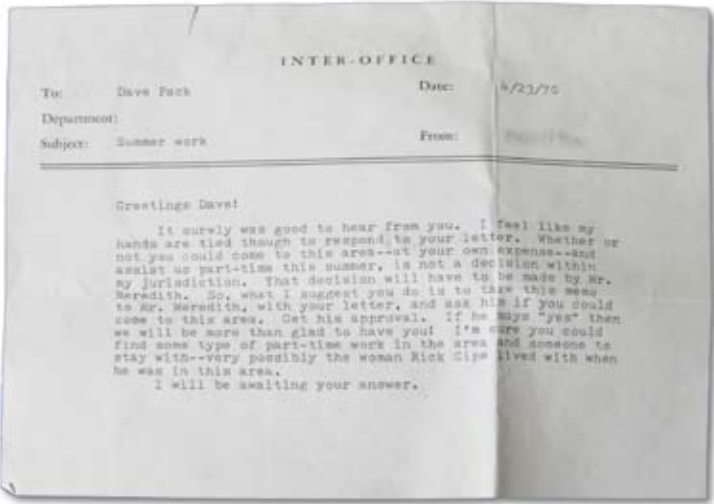 INTER-OFFICE
To: Dave Pack Date: 4/23/70
Department:
Subject: Summer work From:
Greetings Dave!
It surely was good to hear from you. I feel like my
hands are tied though to respond to your letter. Whether or
not you could come to this area--at your own expense--and
assist us part-time this summer, is not a decision within
my jurisdiction. That decision will have to be made by Mr.
Meredith. So, what I suggest you do is to take this memo
to Mr. Meredith, with your letter, and ask him if you could
come to this area. Get his approval. If he says "yes" then
we will be more than glad to have you! I'm sure you could
find some type of part-time work in the area and someone to
stay with--very possibly the woman Rick Gipe lived with when
he was in this area.
I will be awaiting your answer.